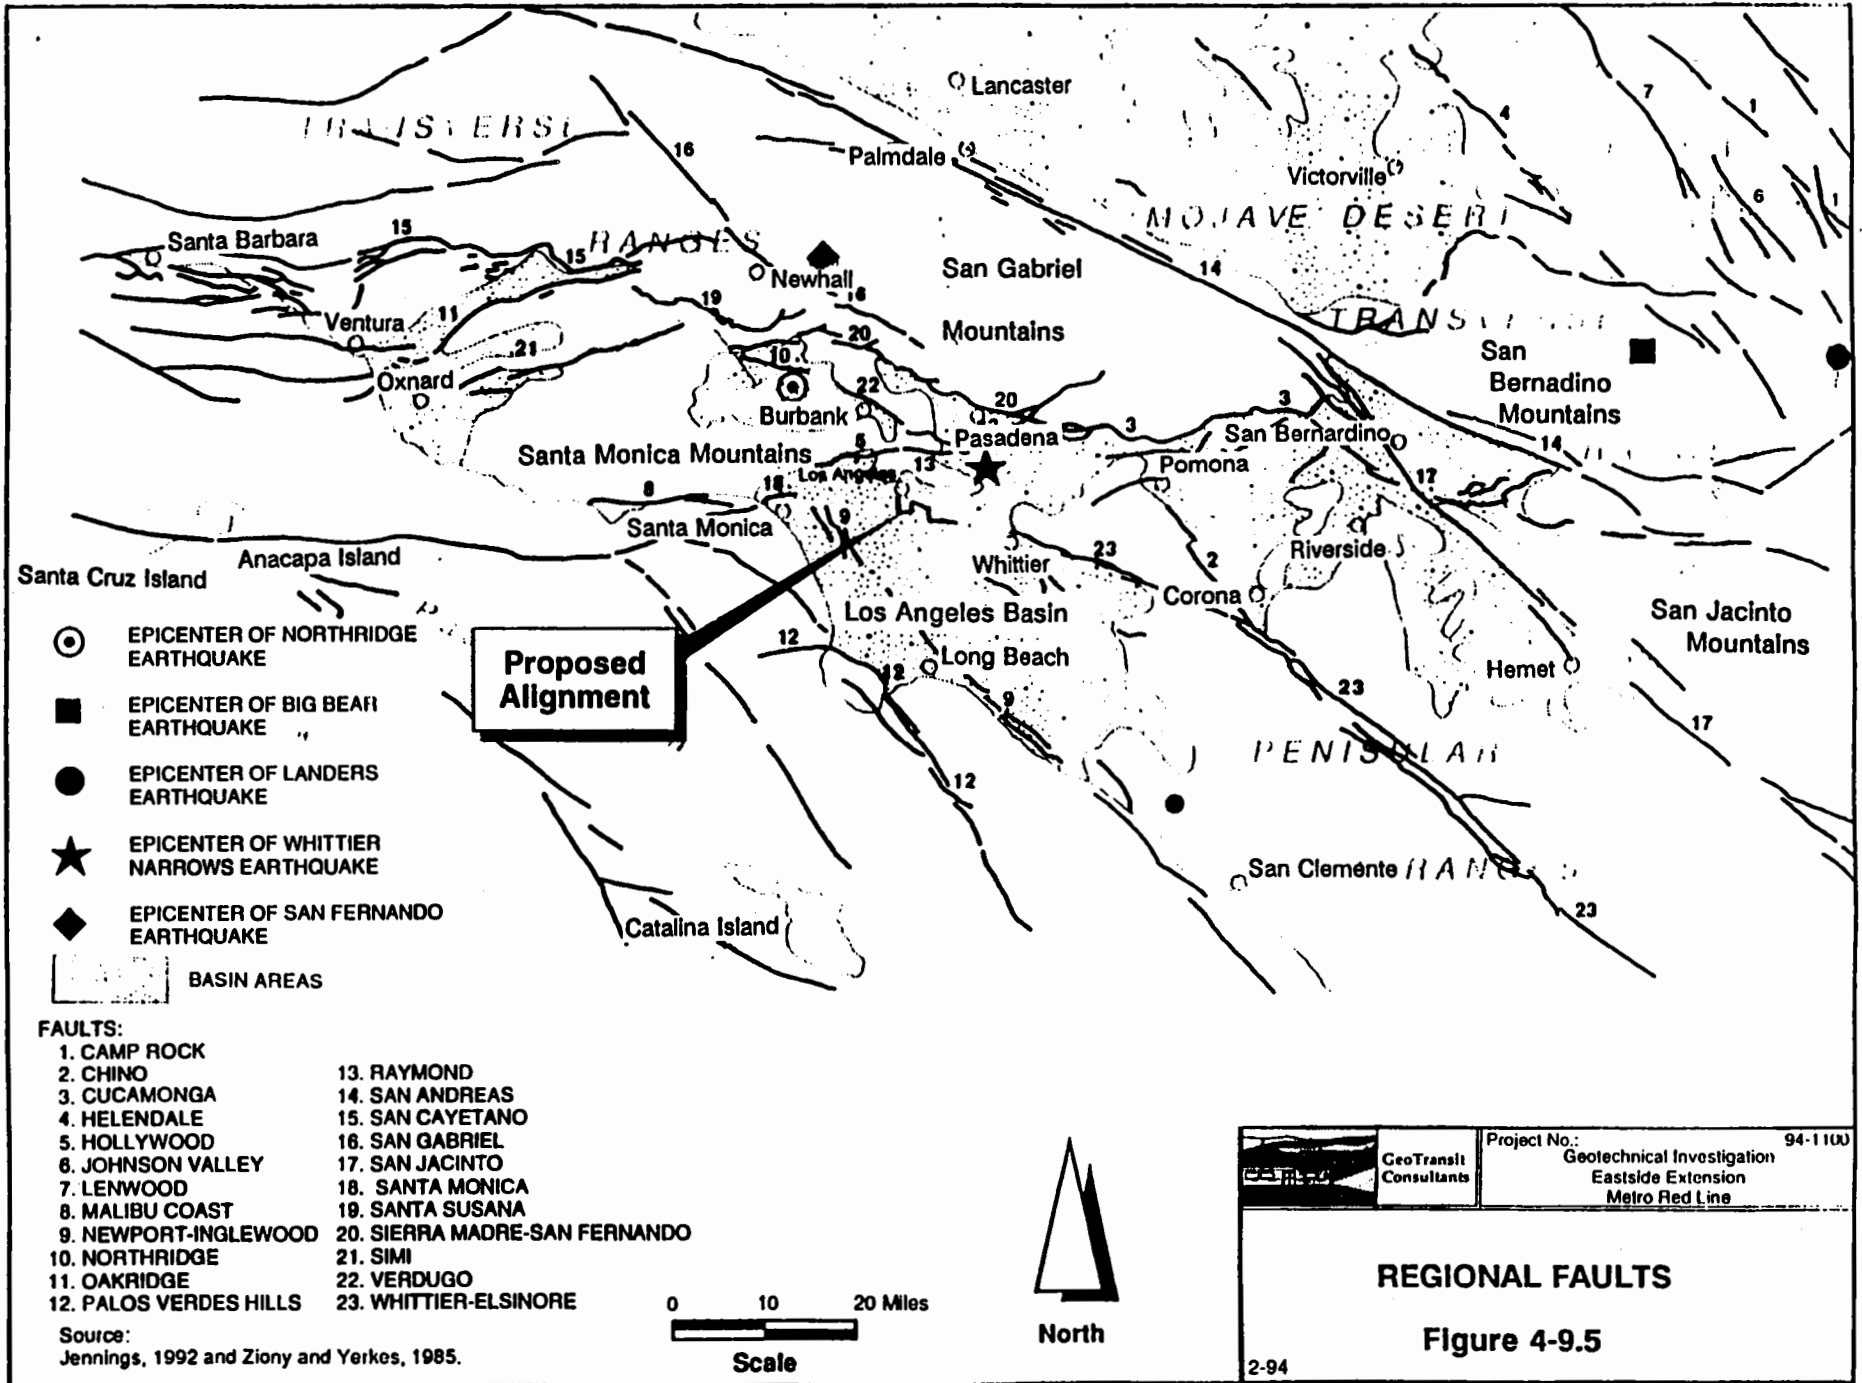 Lancaster
7
1
4
TRANSVERSE
16
Palmdale
Victorville
6
1
MOJAVE DESERT
15
Santa Barbara
RANGES
15
Newhall
San Gabriel
14
16
19
Mountains
Ventura
11
20
TRANSVERSE
21
10
San
Bernadino
Mountains
Oxnard
22
20
3
Burbank
3
Pasadena
San Bernardino
14
5
Santa Monica Mountains
13
Pomona
Los Angeles
17
18
8
9
Santa Monica
Riverside
Anacapa Island
Whittier
23
2
Santa Cruz Island
Corona
Los Angeles Basin
San Jacinto
Mountains
12
Long Beach
Hemet
Proposed
Alignment
12
23
9
17
PENISULAR
12
San Clemente
RANGES
23
Catalina Island
EPICENTER OF NORTHRIDGE
EARTHQUAKE
EPICENTER OF BIG BEAR
EARTHQUAKE
EPICENTER OF LANDERS
EARTHQUAKE
EPICENTER OF WHITTIER
NARROWS EARTHQUAKE
EPICENTER OF SAN FERNANDO
EARTHQUAKE
BASIN AREAS
FAULTS:
1. CAMP ROCK
2. CHINO
3. CUCAMONGA
4. HELENDALE
5. HOLLYWOOD
6. JOHNSON VALLEY
7. LENWOOD
8. MALIBU COAST
9. NEWPORT-INGLEWOOD
10. NORTHRIDGE
11. OAKRIDGE
12. PALOS VERDES HILLS
13. RAYMOND
14. SAN ANDREAS
15. SAN CAYETANO
16. SAN GABRIEL
17. SAN JACINTO
18. SANTA MONICA
19. SANTA SUSANA
20. SIERRA MADRE-SAN FERNANDO
21. SIMI
22. VERDUGO
23. WHITTIER-ELSINORE
Source:
Jennings, 1992 and Ziony and Yerkes, 1985.
0 10 20 Miles
Scale
North
GeoTransit
Consultants
Project No.: 94-1100
Geotechnical Investigation
Eastside Extension
Metro Red Line
REGIONAL FAULTS
Figure 4-9.5
2-94